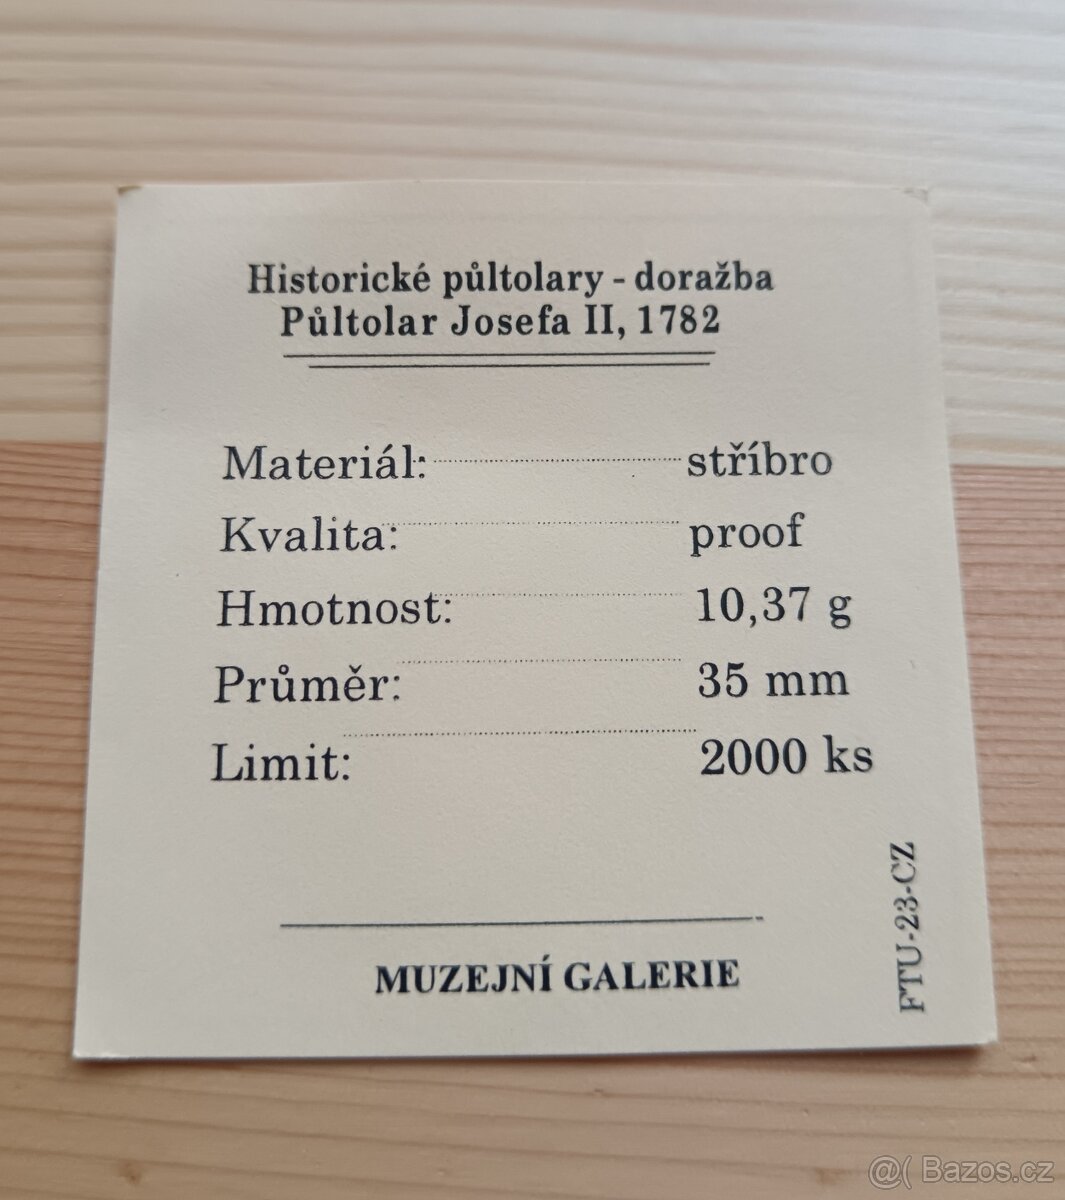 Historické půltolary - doražba
Půltolar Josefa II, 1782
Materiál: stříbro
Kvalita: proof
Hmotnost: 10,37 g
Průměr: 35 mm
Limit: 2000 ks
FTU-23-CZ
MUZEJNÍ GALERIE
@( Bazos.cz